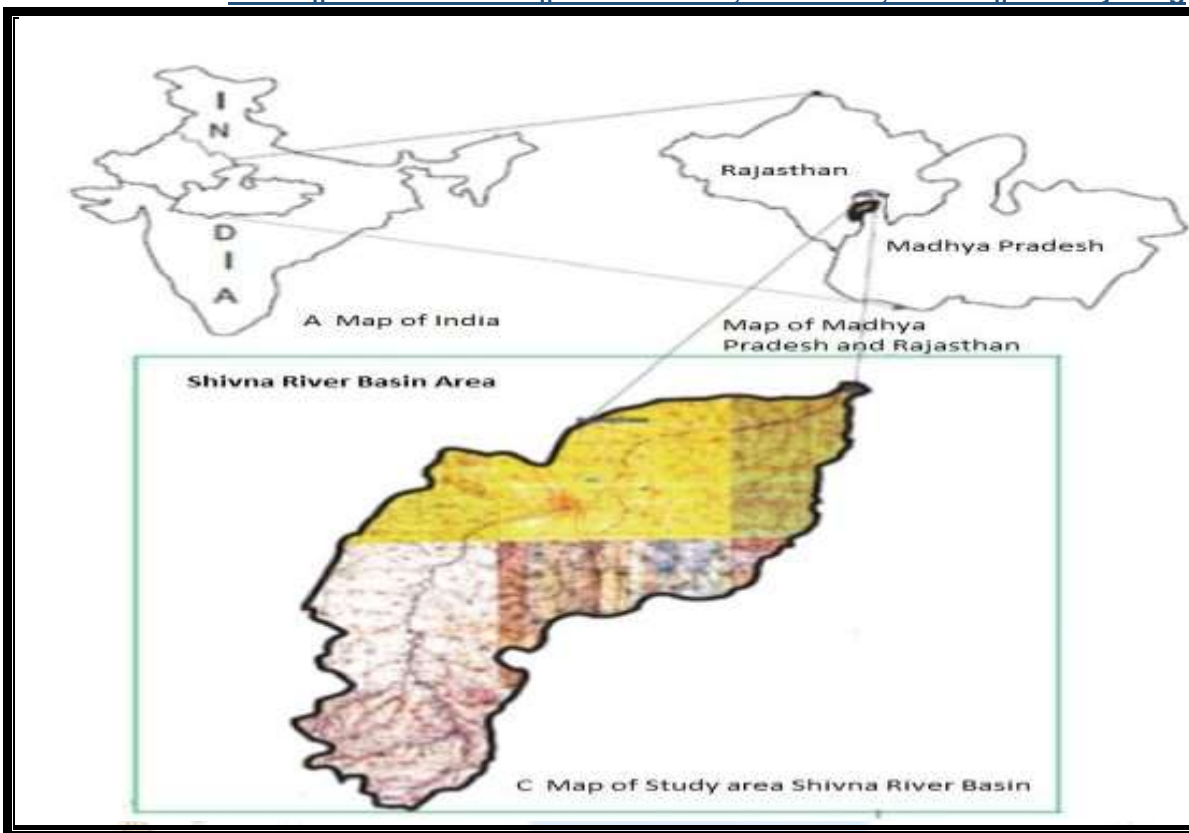 I
N
D
I
A
A Map of India
Rajasthan
Madhya Pradesh
Map of Madhya
Pradesh and Rajasthan
Shivna River Basin Area
C Map of Study area Shivna River Basin